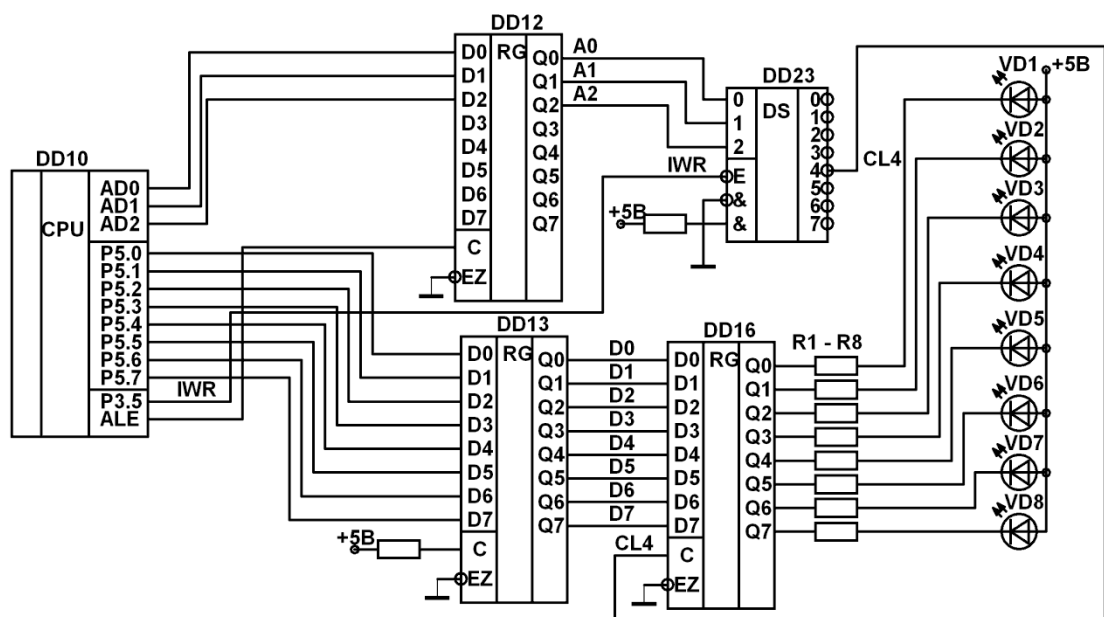 DD12
D0 RG Q0 A0
D1 Q1 A1
D2 Q2 A2
D3 Q3
D4 Q4
D5 Q5
D6 Q6
D7 Q7
C
EZ
DD23
0 DS 0
1 1
2 2
3
E 4
& 5
& 6
7
IWR
+5В
CL4
DD10
CPU
AD0
AD1
AD2
P5.0
P5.1
P5.2
P5.3
P5.4
P5.5
P5.6
P5.7
P3.5
ALE
IWR
DD13
D0 RG Q0 D0
D1 Q1 D1
D2 Q2 D2
D3 Q3 D3
D4 Q4 D4
D5 Q5 D5
D6 Q6 D6
D7 Q7 D7
+5В
C
EZ
DD16
D0 RG Q0
D1 Q1
D2 Q2
D3 Q3
D4 Q4
D5 Q5
D6 Q6
D7 Q7
CL4
C
EZ
R1 - R8
VD1
+5В
VD2
VD3
VD4
VD5
VD6
VD7
VD8